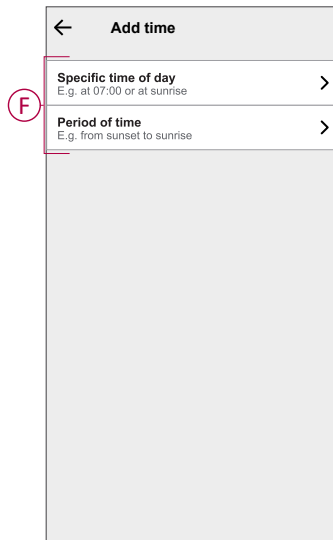 Add time
Specific time of day
E.g. at 07:00 or at sunrise
F
Period of time
E.g. from sunset to sunrise